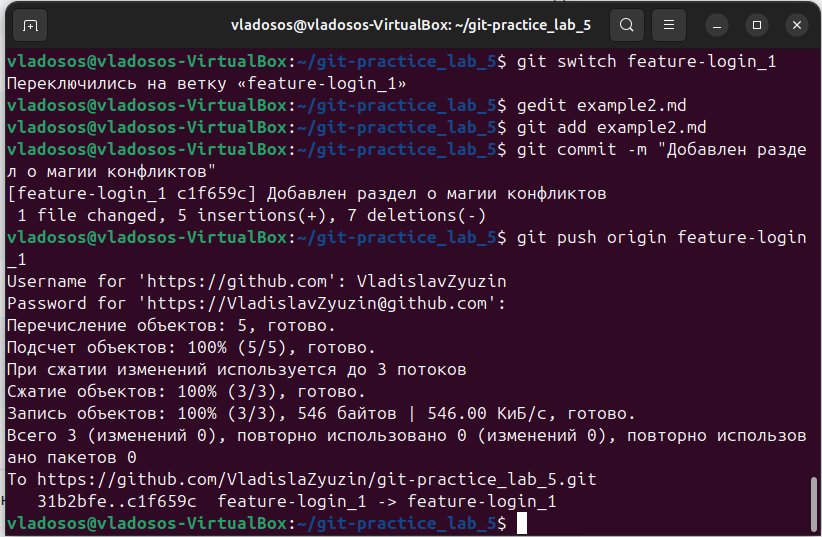 vladosos@vladosos-VirtualBox: ~/git-practice_lab_5
vladosos@vladosos-VirtualBox:~/git-practice_lab_5$ git switch feature-login_1
Переключились на ветку «feature-login_1»
vladosos@vladosos-VirtualBox:~/git-practice_lab_5$ gedit example2.md
vladosos@vladosos-VirtualBox:~/git-practice_lab_5$ git add example2.md
vladosos@vladosos-VirtualBox:~/git-practice_lab_5$ git commit -m "Добавлен разде
л о магии конфликтов"
[feature-login_1 c1f659c] Добавлен раздел о магии конфликтов
 1 file changed, 5 insertions(+), 7 deletions(-)
vladosos@vladosos-VirtualBox:~/git-practice_lab_5$ git push origin feature-login
_1
Username for 'https://github.com': VladislavZyuzin
Password for 'https://VladislavZyuzin@github.com':
Перечисление объектов: 5, готово.
Подсчет объектов: 100% (5/5), готово.
При сжатии изменений используется до 3 потоков
Сжатие объектов: 100% (3/3), готово.
Запись объектов: 100% (3/3), 546 байтов | 546.00 КиБ/с, готово.
Всего 3 (изменений 0), повторно использовано 0 (изменений 0), повторно использов
ано пакетов 0
To https://github.com/VladislaZyuzin/git-practice_lab_5.git
   31b2bfe..c1f659c  feature-login_1 -> feature-login_1
vladosos@vladosos-VirtualBox:~/git-practice_lab_5$